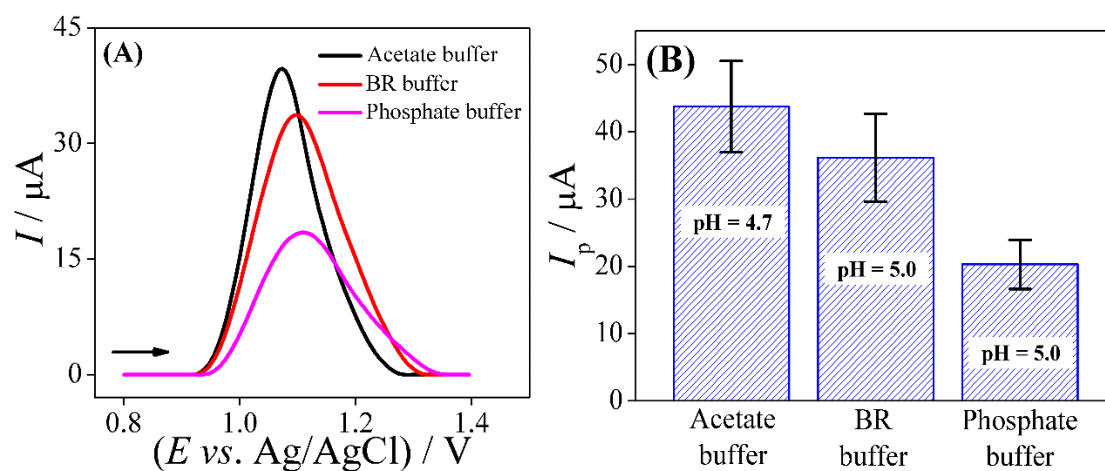 (A)
Acetate buffer
BR buffer
Phosphate buffer
45
30
15
0
I / μA
0.8 1.0 1.2 1.4
(E vs. Ag/AgCl) / V
(B)
50
40
30
20
10
0
I p / μA
pH = 4.7
pH = 5.0
pH = 5.0
Acetate buffer
BR buffer
Phosphate buffer